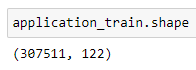 application_train.shape
(307511, 122)